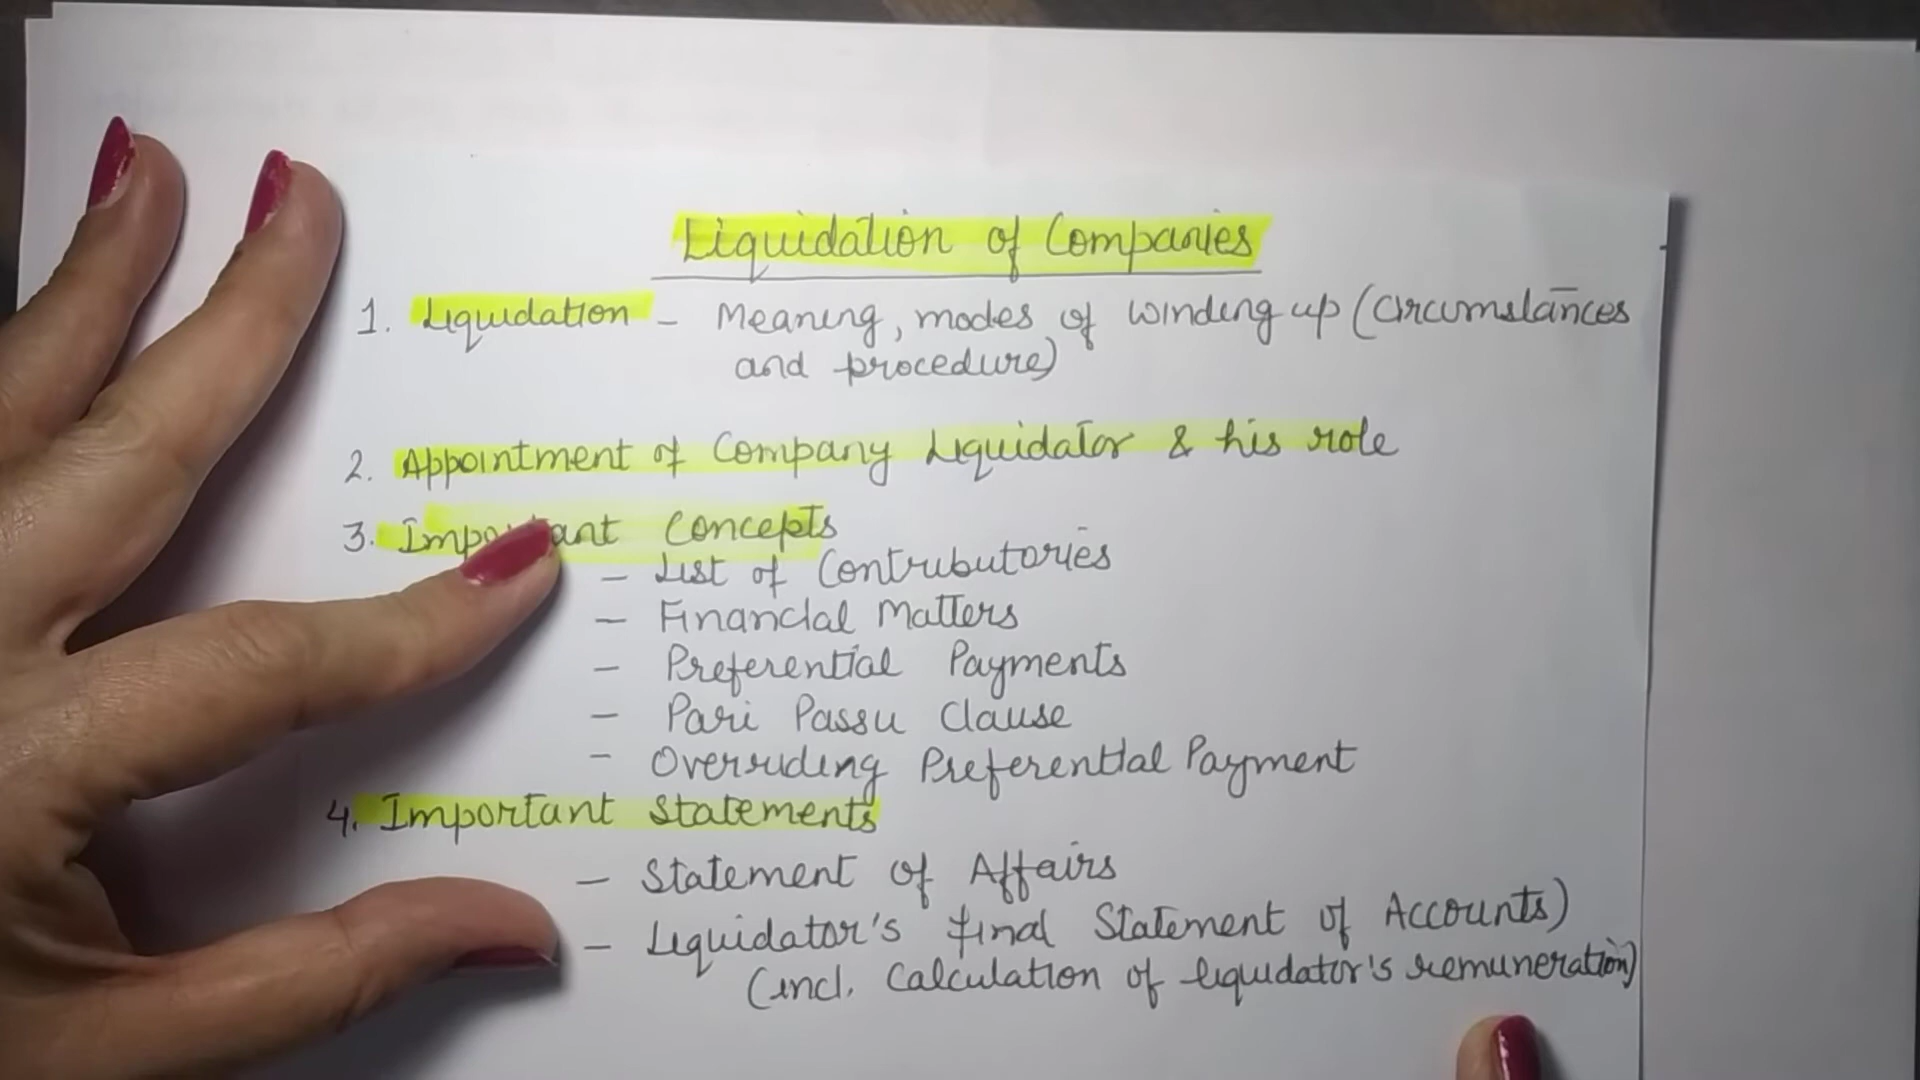 Liquidation of Companies
1. Liquidation - Meaning, modes of winding up (circumstances
and procedure)
2. Appointment of Company Liquidator & his role
3. Important Concepts
- List of Contributories
- Financial Matters
- Preferential Payments
- Pari Passu Clause
- Overriding Preferential Payment
4. Important Statements
- Statement of Affairs
- Liquidator's final Statement of Accounts)
(incl. Calculation of liquidator's remuneration)